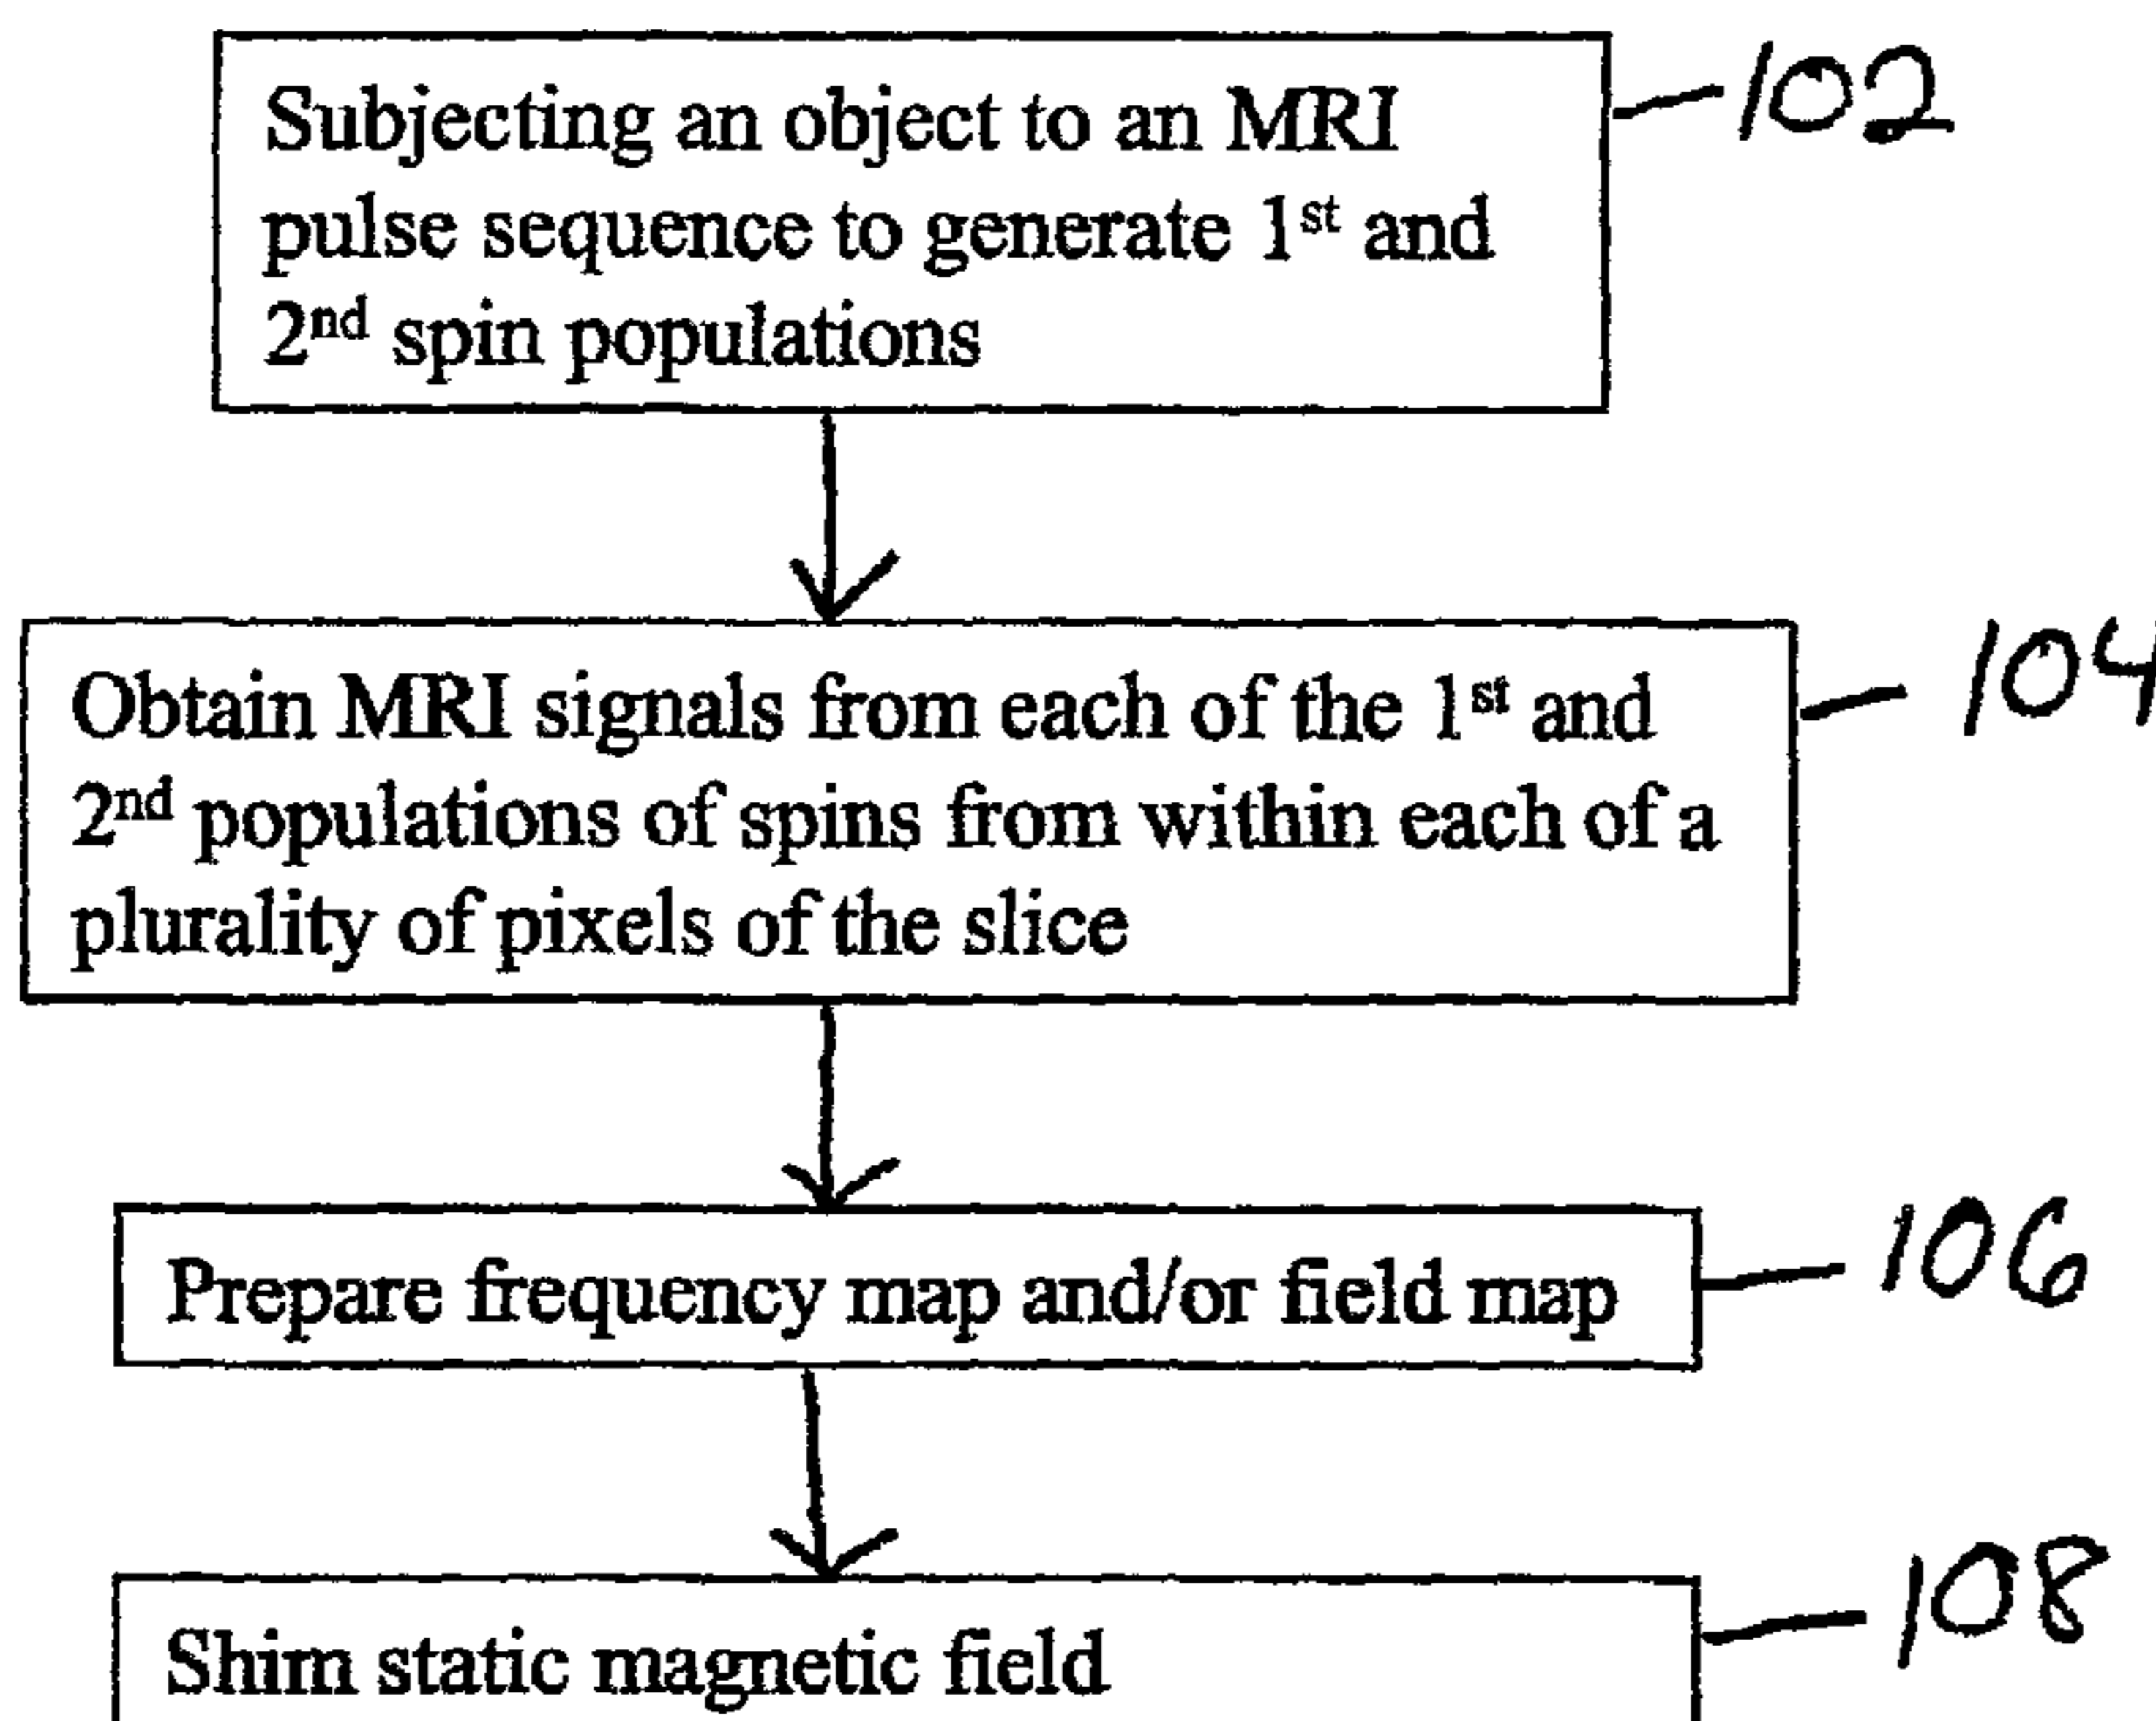 Subjecting an object to an MRI 102
pulse sequence to generate 1st and
2nd spin populations
Obtain MRI signals from each of the 1st and 104
2nd populations of spins from within each of a
plurality of pixels of the slice
Prepare frequency map and/or field map 106
Shim static magnetic field 108